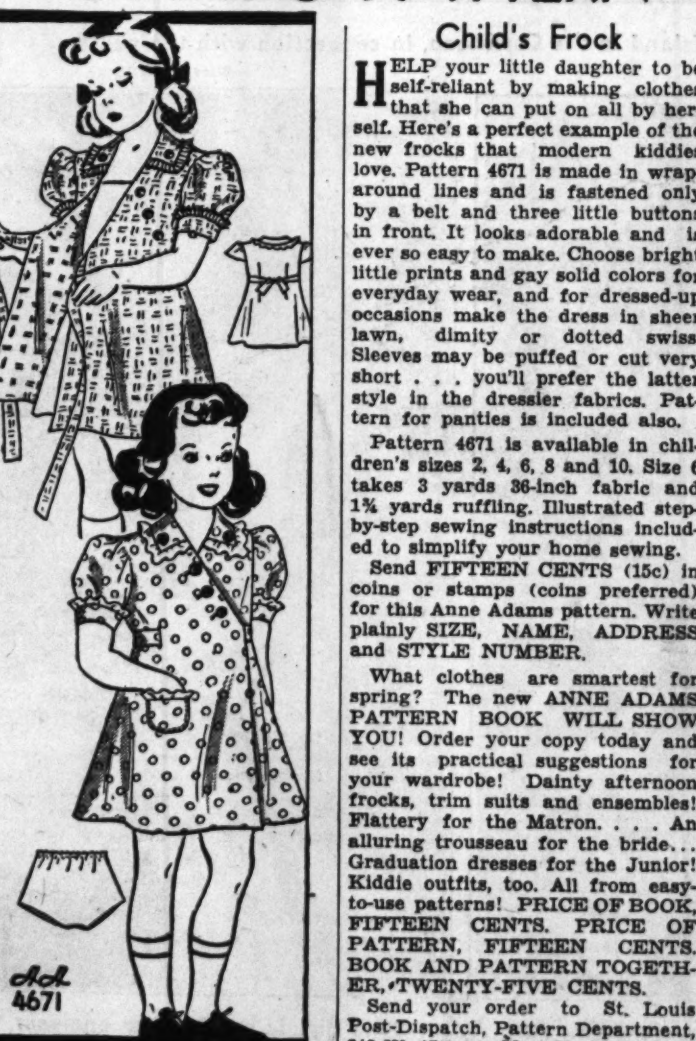 Child's Frock
HELP your little daughter to be
self-reliant by making clothes
that she can put on all by her-
self. Here's a perfect example of the
new frocks that modern kiddies
love. Pattern 4671 is made in wrap-
around lines and is fastened only
by a belt and three little buttons
in front. It looks adorable and is
ever so easy to make. Choose bright
little prints and gay solid colors for
everyday wear, and for dressed-up
occasions make the dress in sheer
lawn, dimity or dotted swiss.
Sleeves may be puffed or cut very
short . . . you'll prefer the latter
style in the dressier fabrics. Pat-
tern for panties is included also.
Pattern 4671 is available in chil-
dren's sizes 2, 4, 6, 8 and 10. Size 6
takes 3 yards 36-inch fabric and
1¾ yards ruffling. Illustrated step-
by-step sewing instructions includ-
ed to simplify your home sewing.
Send FIFTEEN CENTS (15c) in
coins or stamps (coins preferred)
for this Anne Adams pattern. Write
plainly SIZE, NAME, ADDRESS
and STYLE NUMBER.
What clothes are smartest for
spring? The new ANNE ADAMS
PATTERN BOOK WILL SHOW
YOU! Order your copy today and
see its practical suggestions for
your wardrobe! Dainty afternoon
frocks, trim suits and ensembles!
Flattery for the Matron. . . . An
alluring trousseau for the bride...
Graduation dresses for the Junior!
Kiddie outfits, too. All from easy-
to-use patterns! PRICE OF BOOK,
FIFTEEN CENTS. PRICE OF
PATTERN, FIFTEEN CENTS.
BOOK AND PATTERN TOGETH-
ER, TWENTY-FIVE CENTS.
Send your order to St. Louis
Post-Dispatch, Pattern Department,
AA
4671